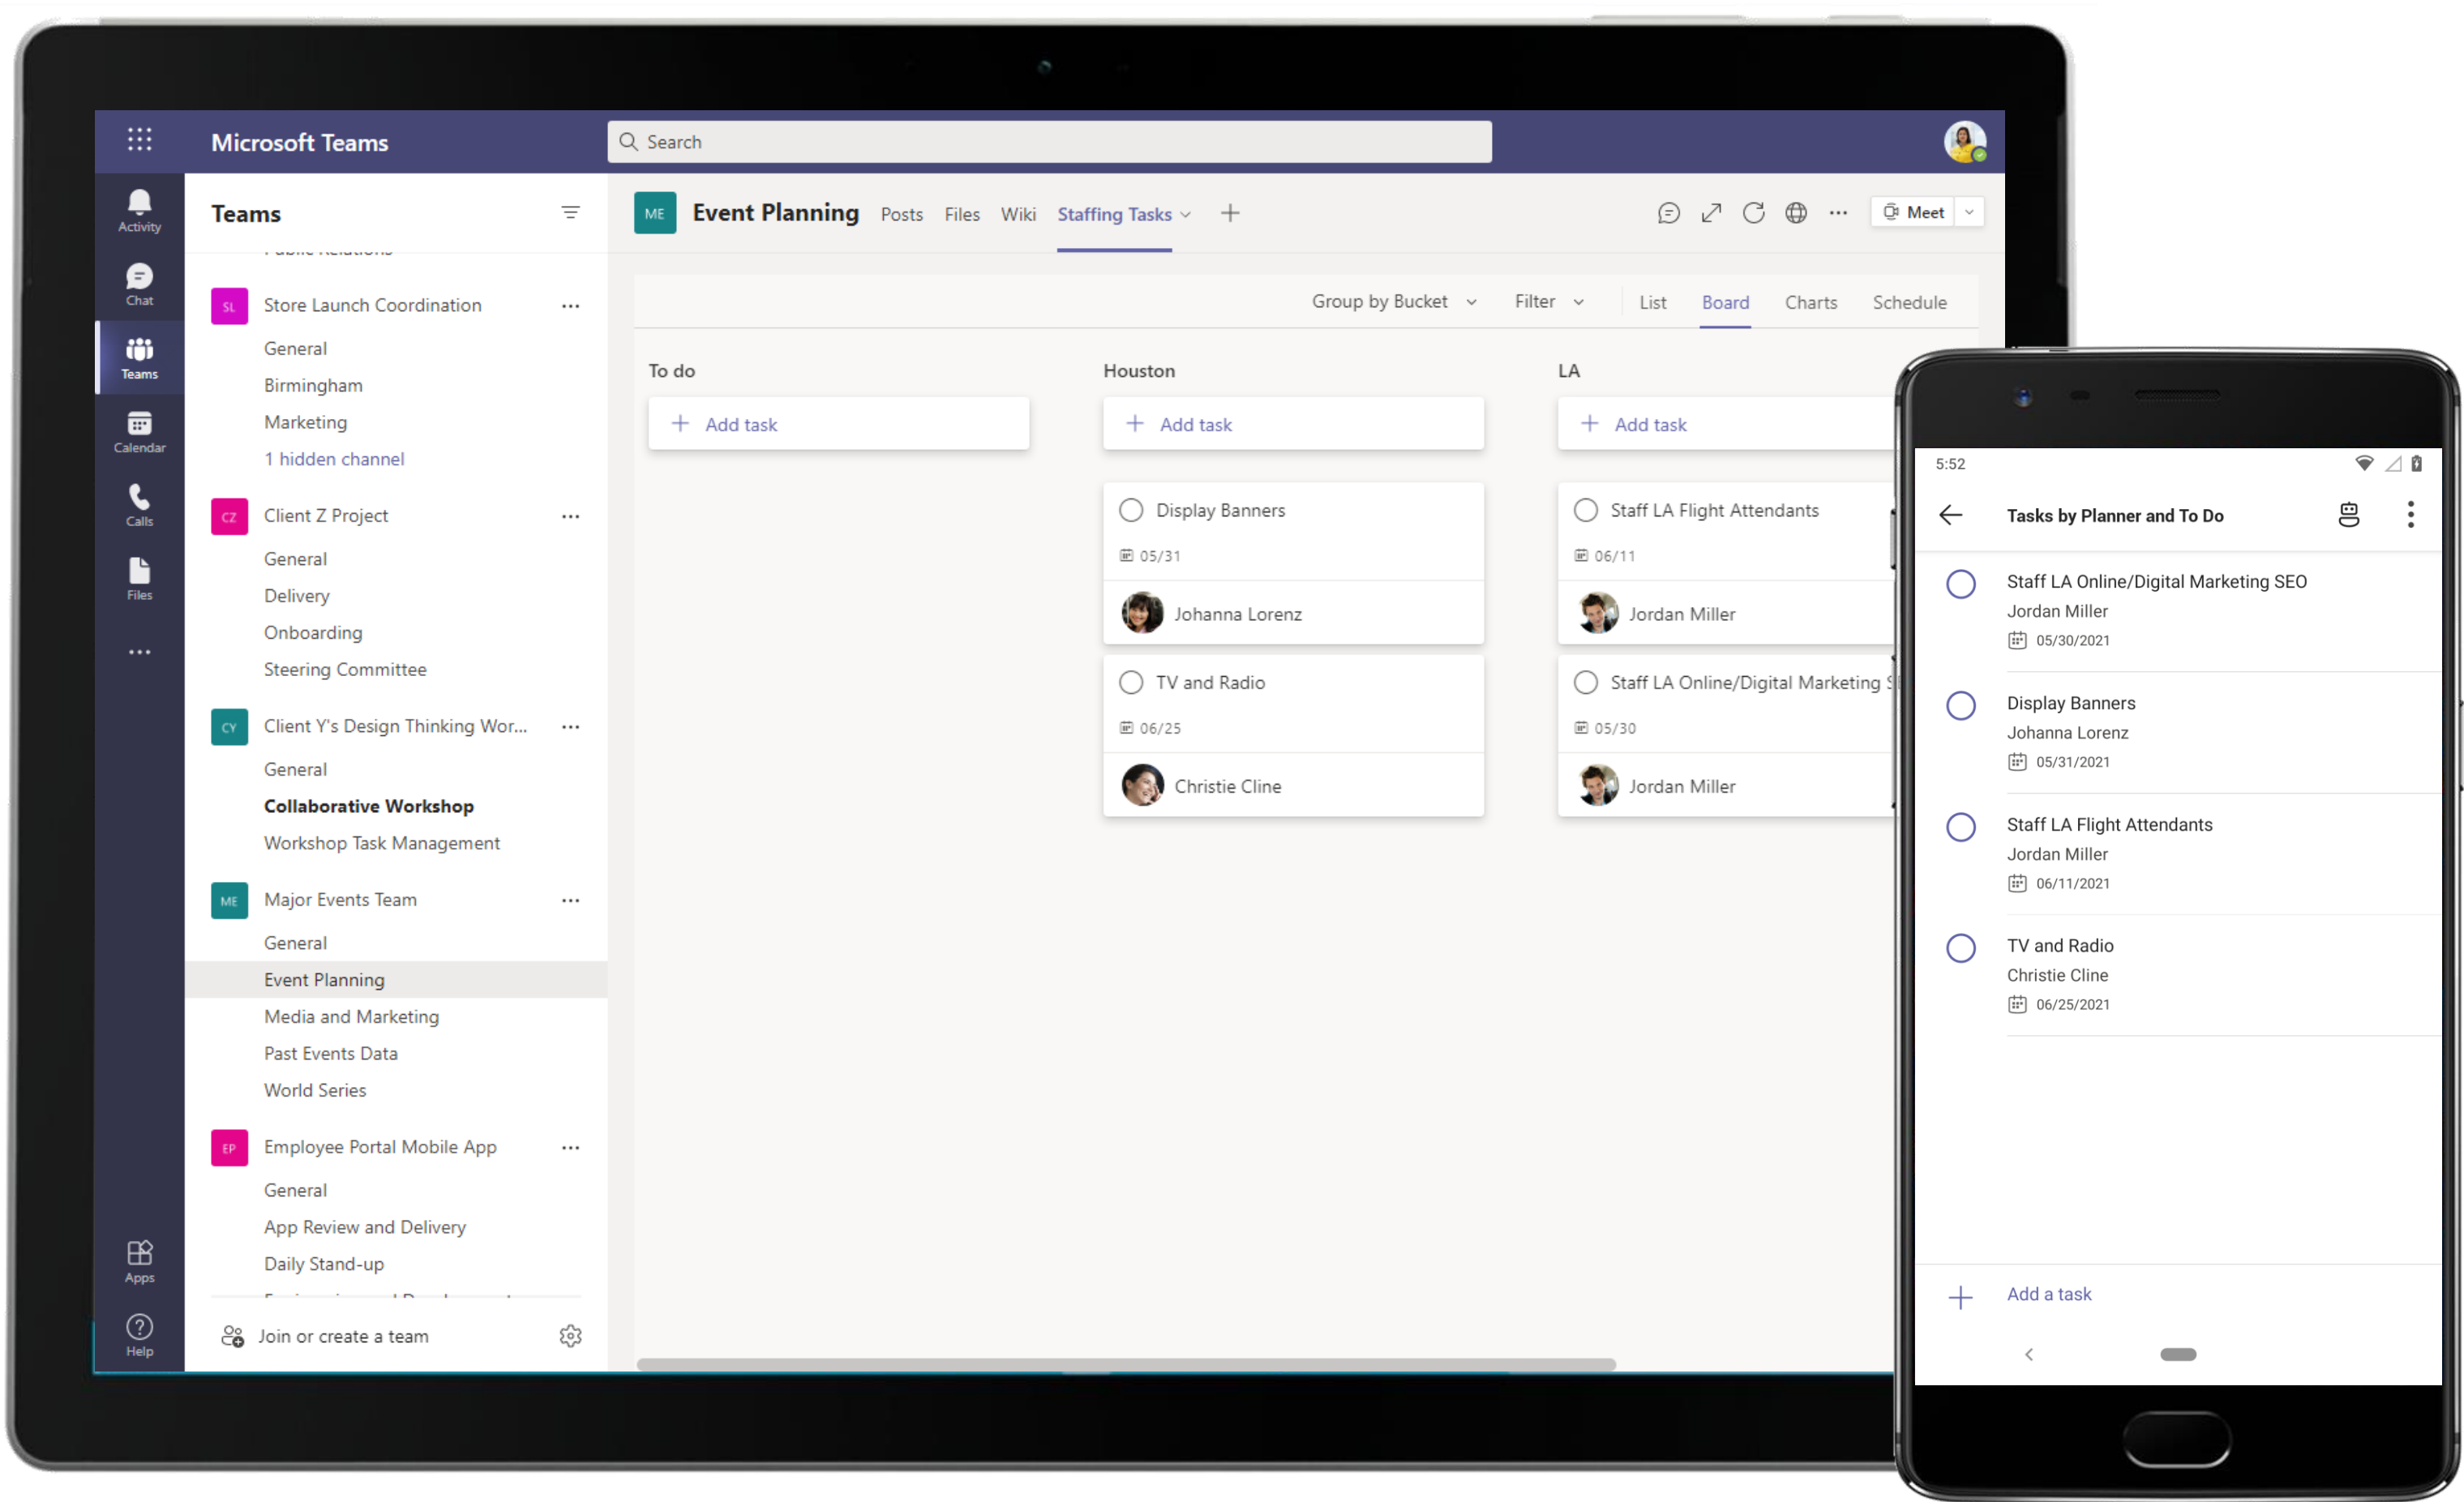 Microsoft Teams
Search
Activity
Chat
Teams
Calendar
Calls
Files
Apps
Help
Teams
Public Relations
SL Store Launch Coordination
General
Birmingham
Marketing
1 hidden channel
CZ Client Z Project
General
Delivery
Onboarding
Steering Committee
CY Client Y's Design Thinking Wor...
General
Collaborative Workshop
Workshop Task Management
ME Major Events Team
General
Event Planning
Media and Marketing
Past Events Data
World Series
EP Employee Portal Mobile App
General
App Review and Delivery
Daily Stand-up
Join or create a team
ME Event Planning Posts Files Wiki Staffing Tasks
Meet
Group by Bucket Filter List Board Charts Schedule
To do
Add task
Houston
Add task
Display Banners
05/31
Johanna Lorenz
TV and Radio
06/25
Christie Cline
LA
Add task
Staff LA Flight Attendants
06/11
Jordan Miller
Staff LA Online/Digital Marketing
05/30
Jordan Miller
5:52
Tasks by Planner and To Do
Staff LA Online/Digital Marketing SEO
Jordan Miller
05/30/2021
Display Banners
Johanna Lorenz
05/31/2021
Staff LA Flight Attendants
Jordan Miller
06/11/2021
TV and Radio
Christie Cline
06/25/2021
Add a task